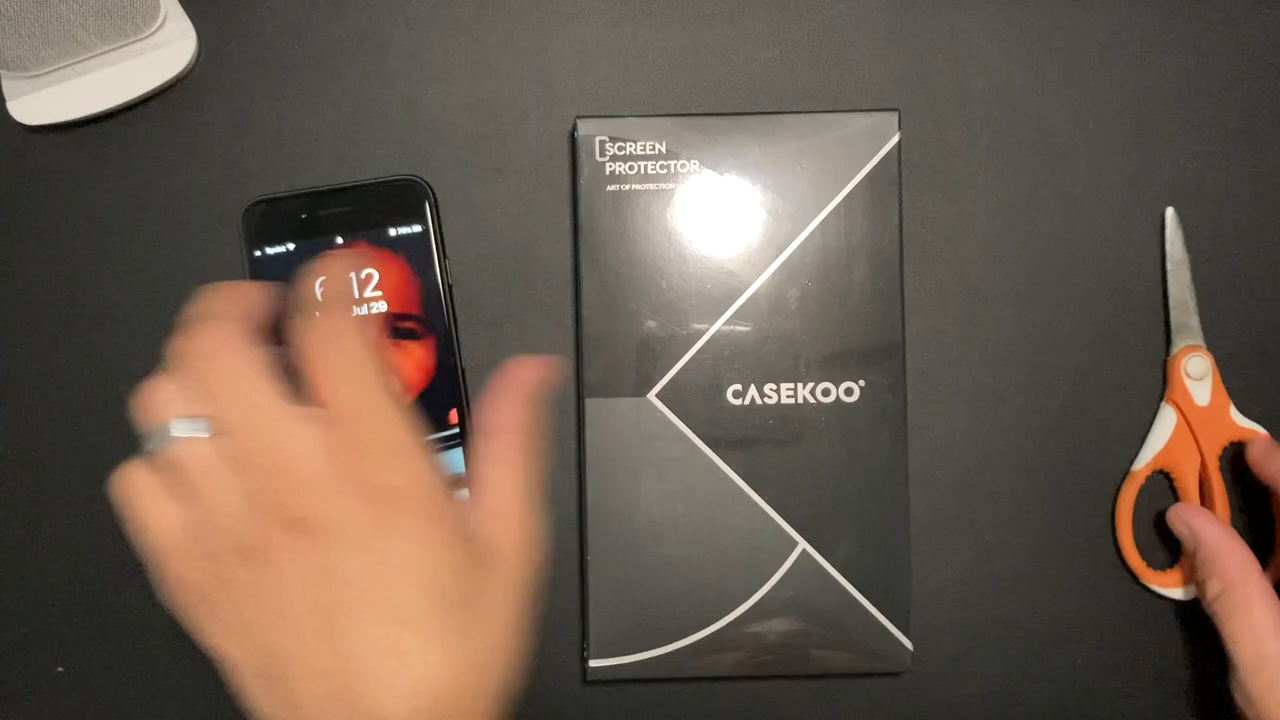 SCREEN
PROTECTOR
ART OF PROTECTION
12
Jul 29
CASEKOO